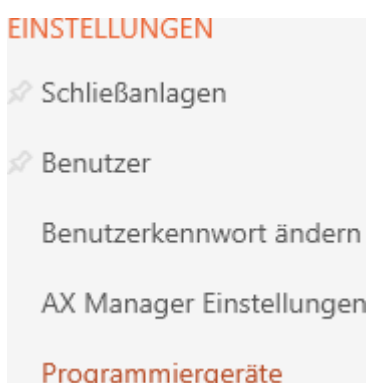 EINSTELLUNGEN
Schließanlagen
Benutzer
Benutzerkennwort ändern
AX Manager Einstellungen
Programmiergeräte